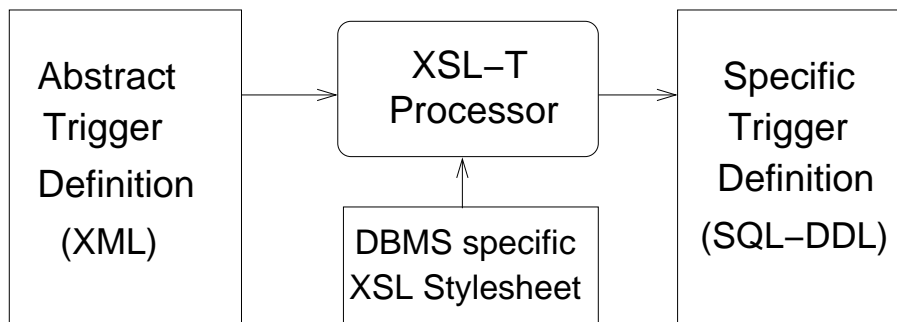 Abstract
Trigger
Definition
(XML)
XSL–T
Processor
DBMS specific
XSL Stylesheet
Specific
Trigger
Definition
(SQL–DDL)